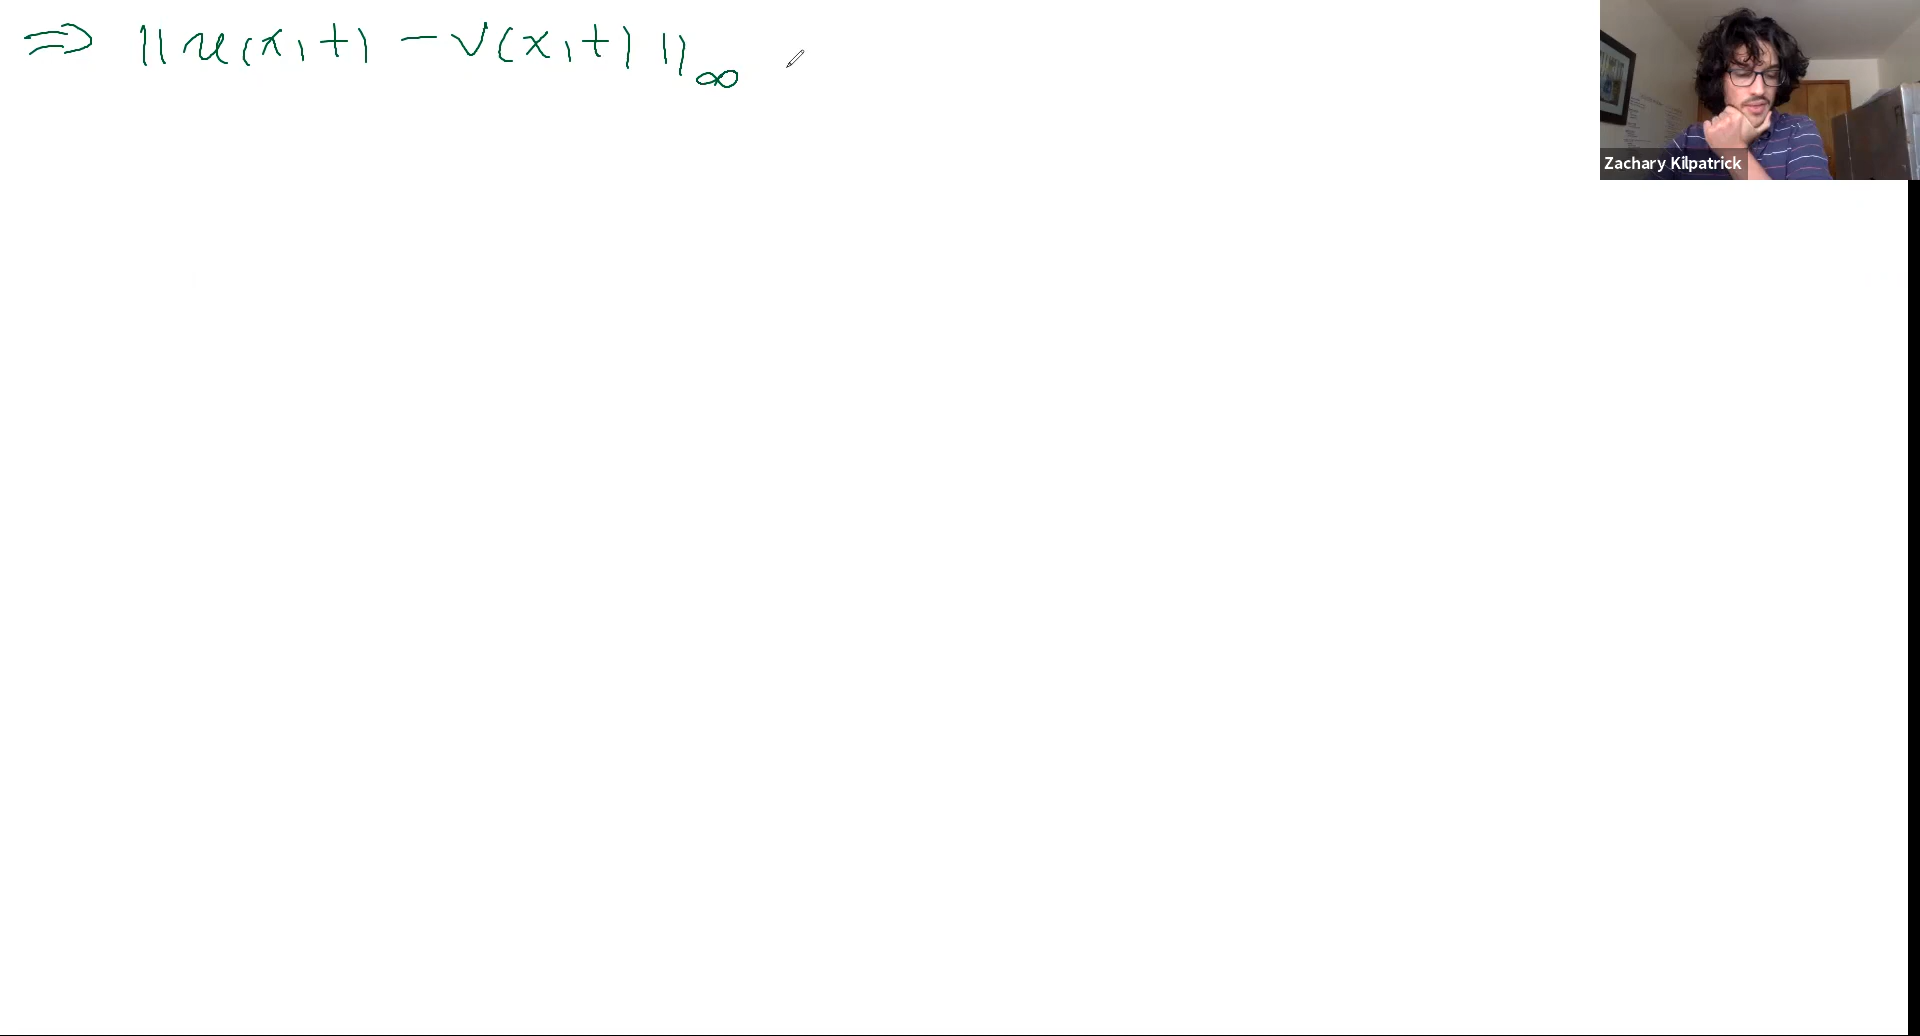 ⇒ ||u(x,t) - v(x,t)||∞
Zachary Kilpatrick